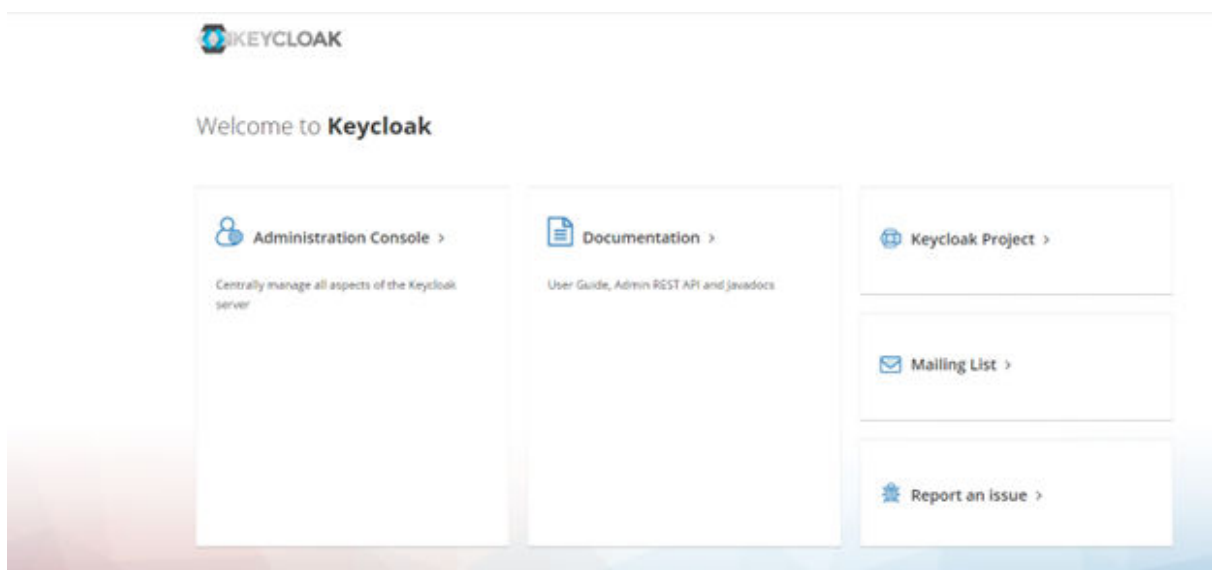 KEYCLOAK
Welcome to Keycloak
Administration Console >
Centrally manage all aspects of the Keycloak
server
Documentation >
User Guide, Admin REST API and Javadocs
Keycloak Project >
Mailing List >
Report an issue >